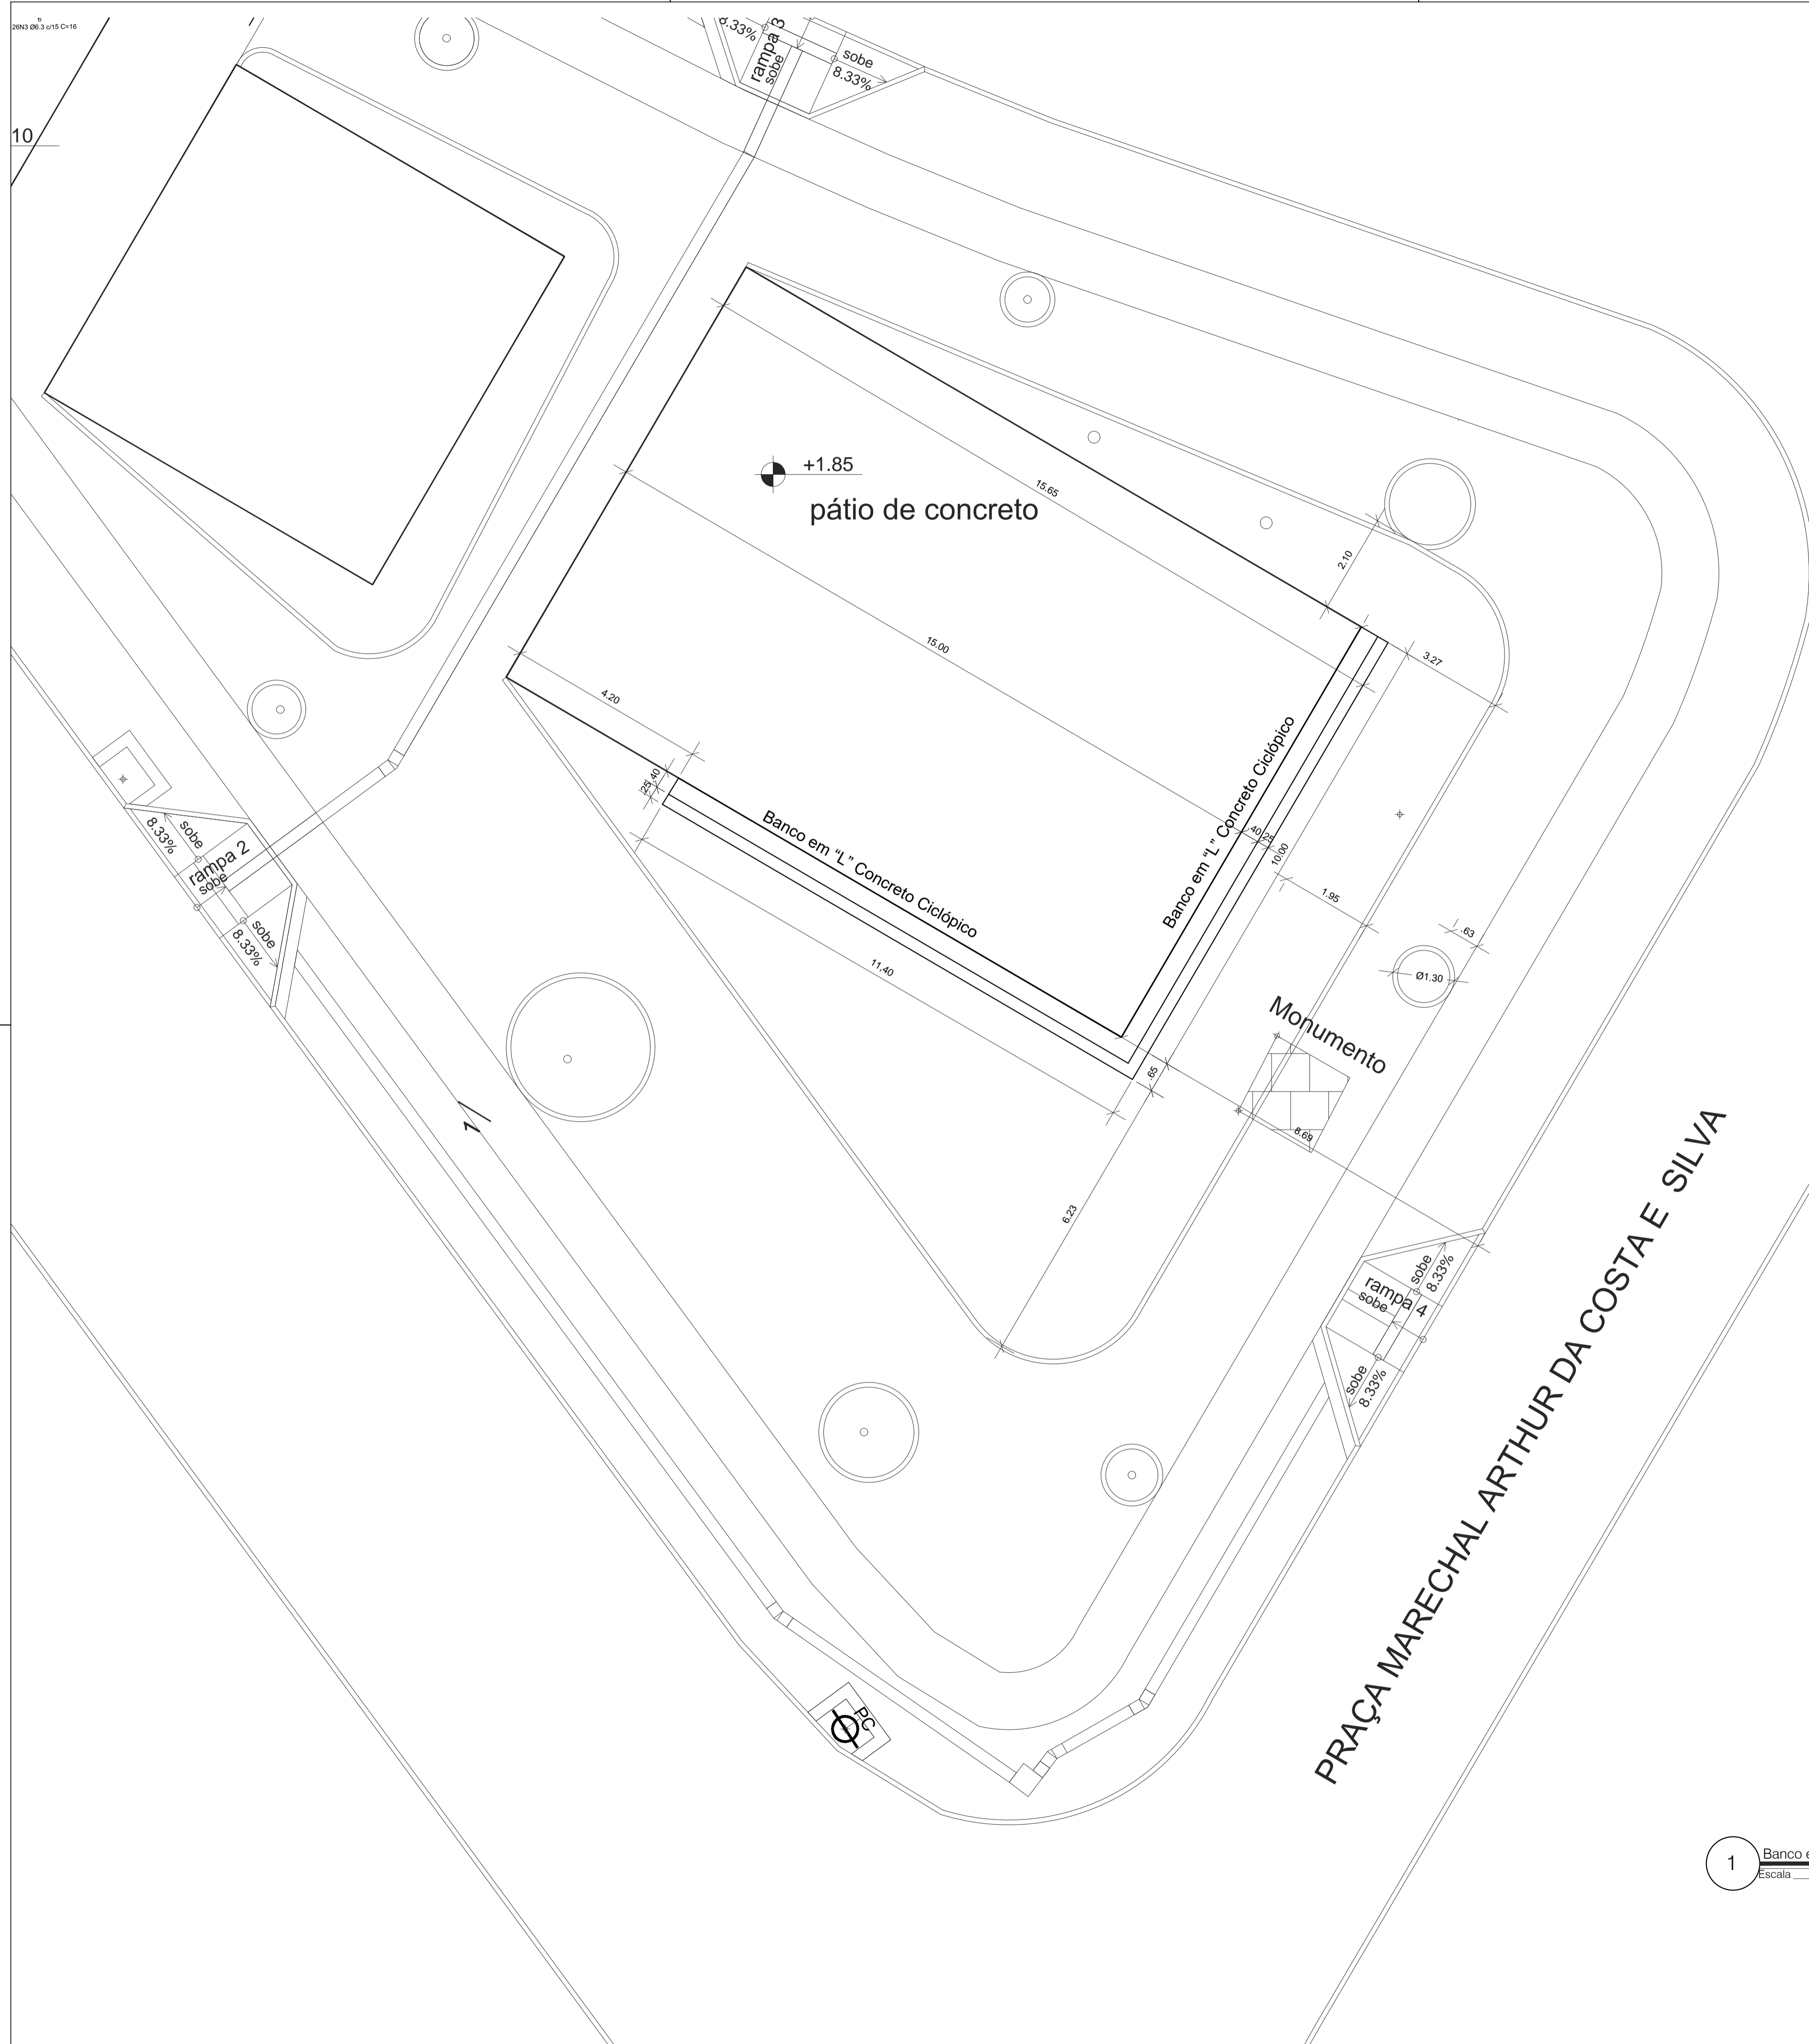 6
26N3 Ø6.3 c/15 C=16
10
8.33%
rampa 3
sobe
sobe
8.33%
+1.85
pátio de concreto
15.65
2.10
15.00
3.27
4.20
.40
.25
Banco em “L” Concreto Ciclópico
Banco em “L” Concreto Ciclópico
.40
.25
10.00
1.95
.63
Ø1.30
11,40
sobe
8.33%
rampa 2
sobe
sobe
8.33%
Monumento
.65
8.69
6.23
1
sobe
8.33%
rampa 4
sobe
sobe
8.33%
PRAÇA MARECHAL ARTHUR DA COSTA E SILVA
PC
1
Banco e
Escala